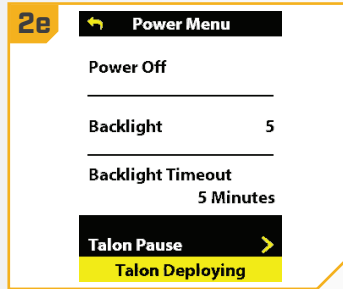 2e
Power Menu
Power Off
Backlight 5
Backlight Timeout
5 Minutes
Talon Pause >
Talon Deploying